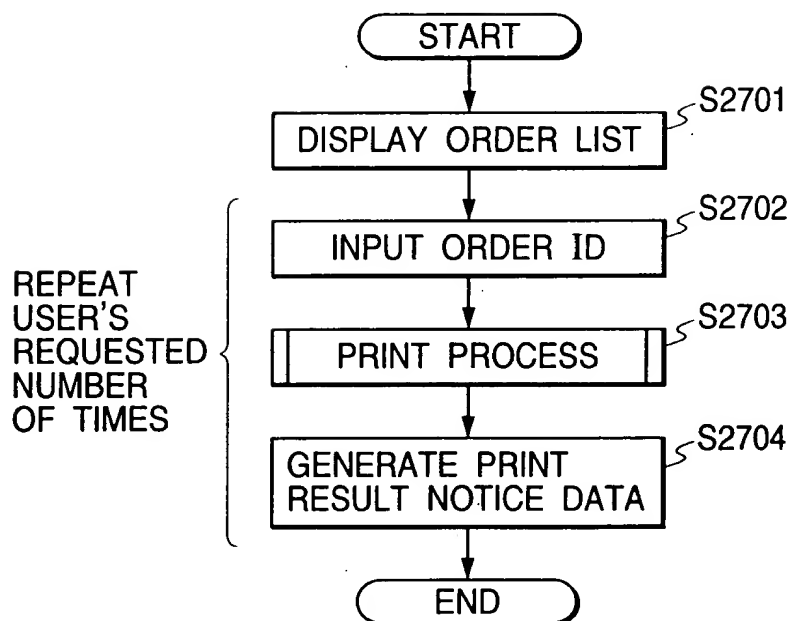 START
DISPLAY ORDER LIST
S2701
INPUT ORDER ID
S2702
REPEAT
USER'S
REQUESTED
NUMBER
OF TIMES
PRINT PROCESS
S2703
GENERATE PRINT
RESULT NOTICE DATA
S2704
END